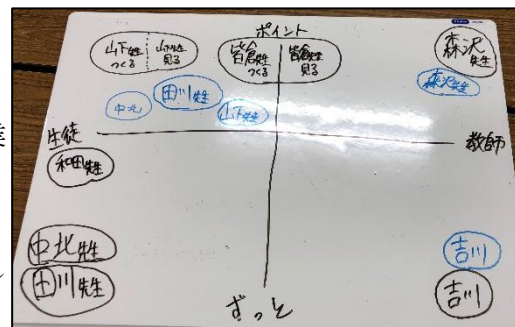 ポイント
山下先生
つくる
山下先生
見る
皆倉先生
つくる
皆倉先生
見る
森沢
先生
森沢先生
中北
田川先生
山下先生
業
生徒
教師
和田先生
中北先生
田川先生
吉川
吉川
ずっと